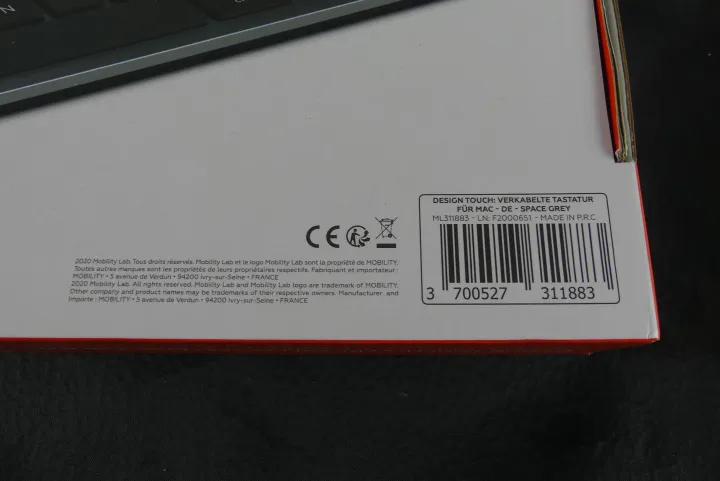 N
DESIGN TOUCH: VERKABELTE TASTATUR
FÜR MAC - DE - SPACE GREY
ML311883 - LN: F2000651 - MADE IN P.R.C
3 700527 311883
CE
2020 Mobility Lab. Tous droits réservés. Mobility Lab et le logo Mobility Lab sont la propriété de MOBILITY.
Toutes autres marques sont les propriétés de leurs propriétaires respectifs. Fabriquant et importateur :
MOBILITY • 5 avenue de Verdun • 94200 Ivry-sur-Seine • FRANCE
2020 Mobility Lab. All rights reserved. Mobility Lab and Mobility Lab logo are trademark of MOBILITY.
Other company and product names may be trademark of their respective owners. Manufacturer and
Importe : MOBILITY • 5 avenue de Verdun • 94200 Ivry-sur-Seine • FRANCE